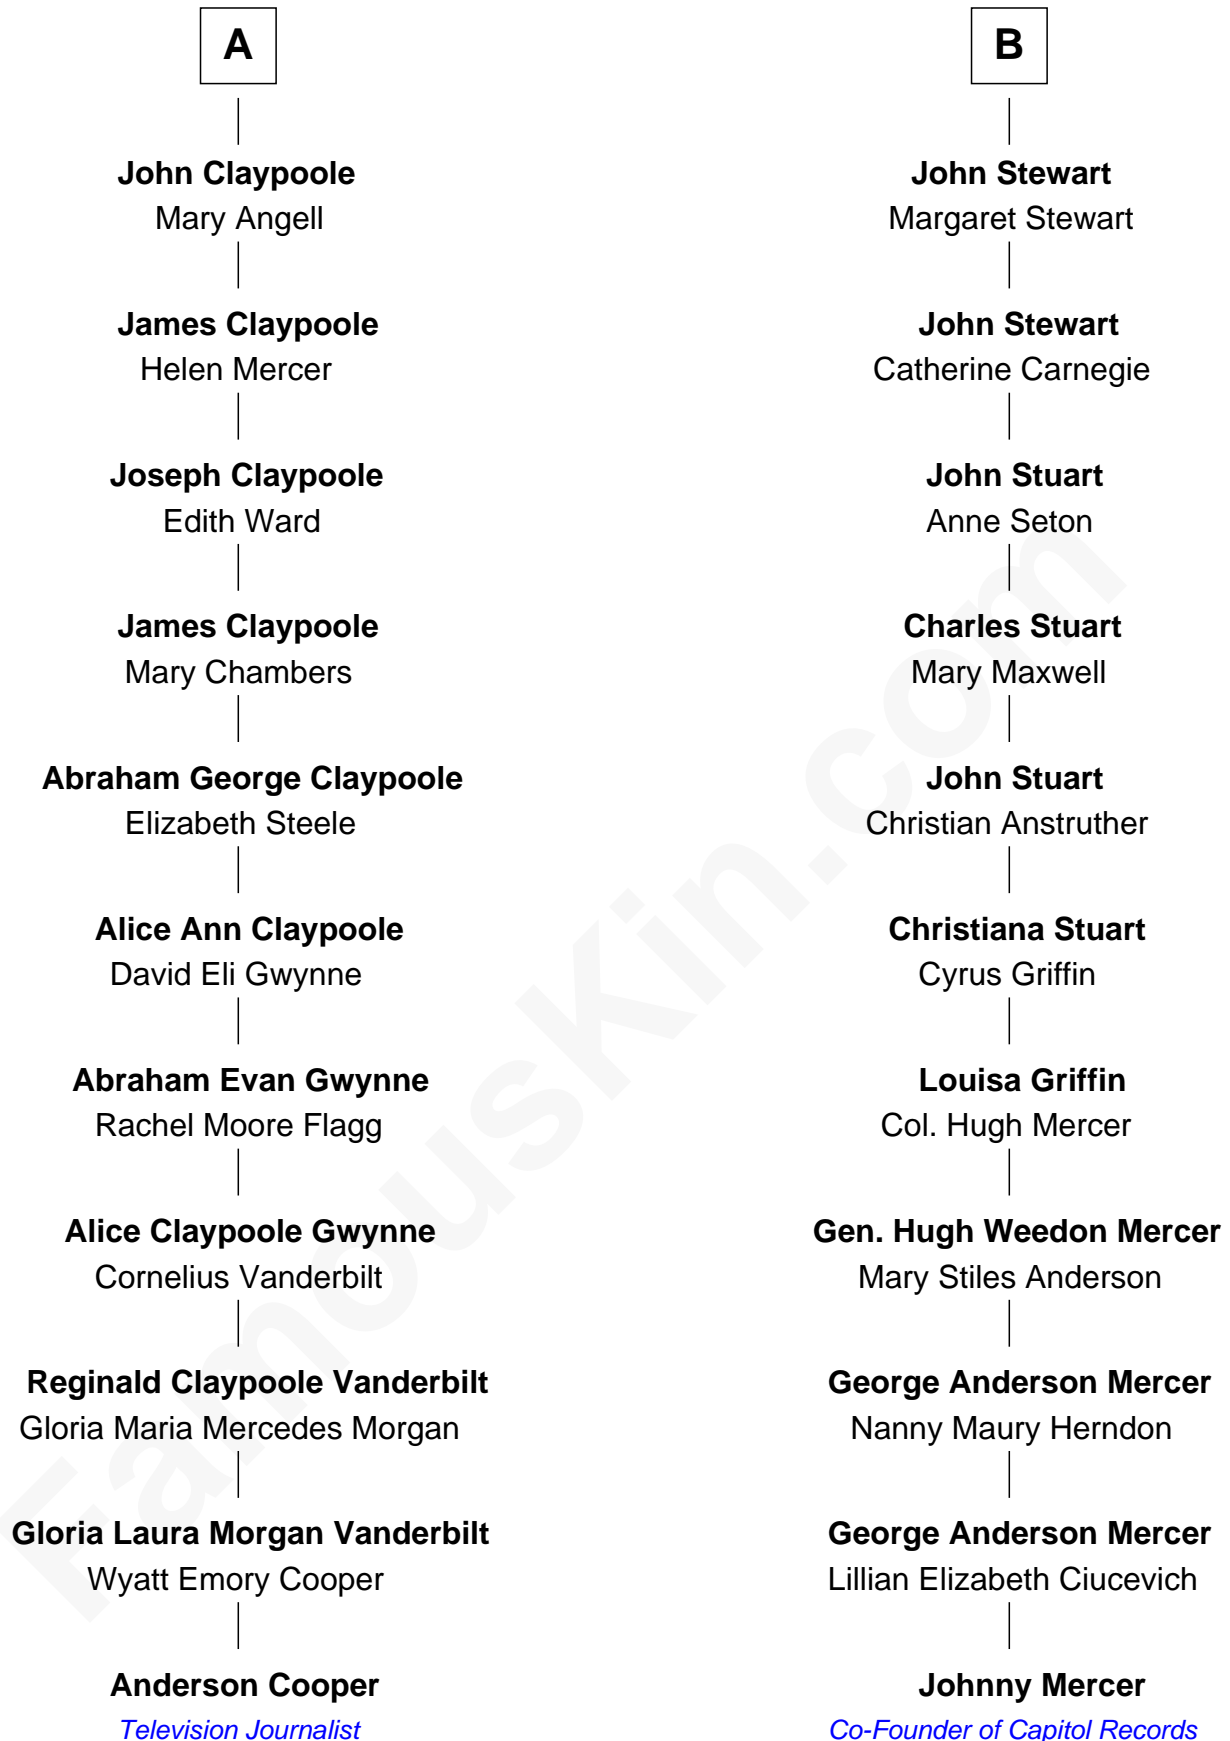 A
John Claypoole
Mary Angell
James Claypoole
Helen Mercer
Joseph Claypoole
Edith Ward
James Claypoole
Mary Chambers
Abraham George Claypoole
Elizabeth Steele
Alice Ann Claypoole
David Eli Gwynne
Abraham Evan Gwynne
Rachel Moore Flagg
Alice Claypoole Gwynne
Cornelius Vanderbilt
Reginald Claypoole Vanderbilt
Gloria Maria Mercedes Morgan
Gloria Laura Morgan Vanderbilt
Wyatt Emory Cooper
Anderson Cooper
Television Journalist
B
John Stewart
Margaret Stewart
John Stewart
Catherine Carnegie
John Stuart
Anne Seton
Charles Stuart
Mary Maxwell
John Stuart
Christian Anstruther
Christiana Stuart
Cyrus Griffin
Louisa Griffin
Col. Hugh Mercer
Gen. Hugh Weedon Mercer
Mary Stiles Anderson
George Anderson Mercer
Nanny Maury Herndon
George Anderson Mercer
Lillian Elizabeth Ciucevich
Johnny Mercer
Co-Founder of Capitol Records
FamousKin.com